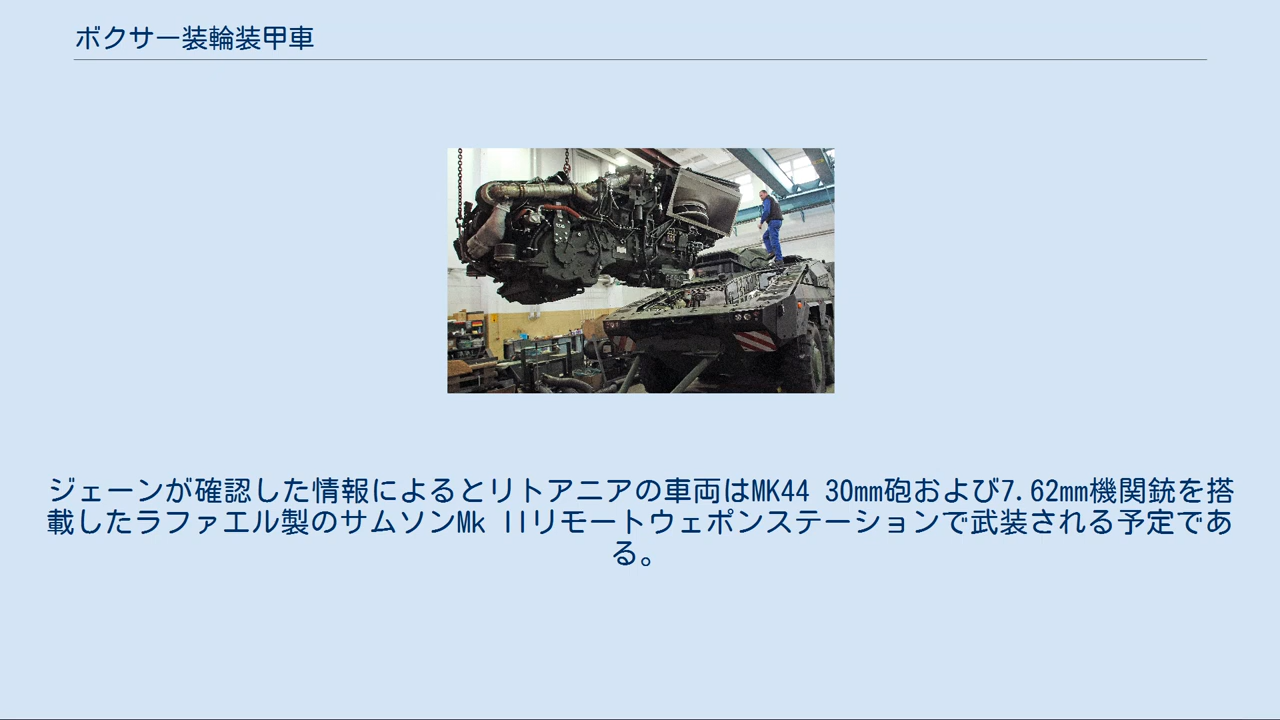 ボクサー装輪装甲車
ジェーンが確認した情報によるとリトアニアの車両はMK44 30mm砲および7.62mm機関銃を搭
載したラファエル製のサムソンMk IIリモートウェポンステーションで武装される予定であ
る。